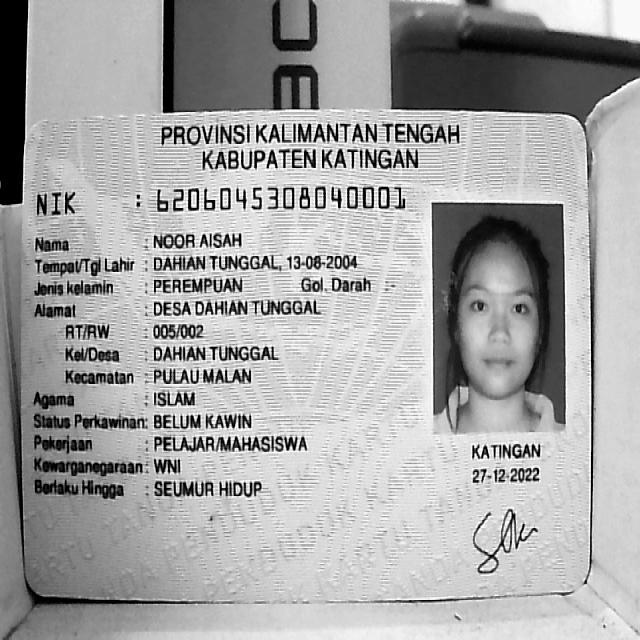 PROVINSI KALIMANTAN TENGAH
KABUPATEN KATINGAN
NIK : 6206045308040001
Nama : NOOR AISAH
Tempat/Tgl Lahir : DAHIAN TUNGGAL, 13-08-2004
Jenis kelamin : PEREMPUAN Gol. Darah :-
Alamat : DESA DAHIAN TUNGGAL
RT/RW : 005/002
Kel/Desa : DAHIAN TUNGGAL
Kecamatan : PULAU MALAN
Agama : ISLAM
Status Perkawinan: BELUM KAWIN
Pekerjaan : PELAJAR/MAHASISWA
Kewarganegaraan: WNI
Berlaku Hingga : SEUMUR HIDUP
KATINGAN
27-12-2022